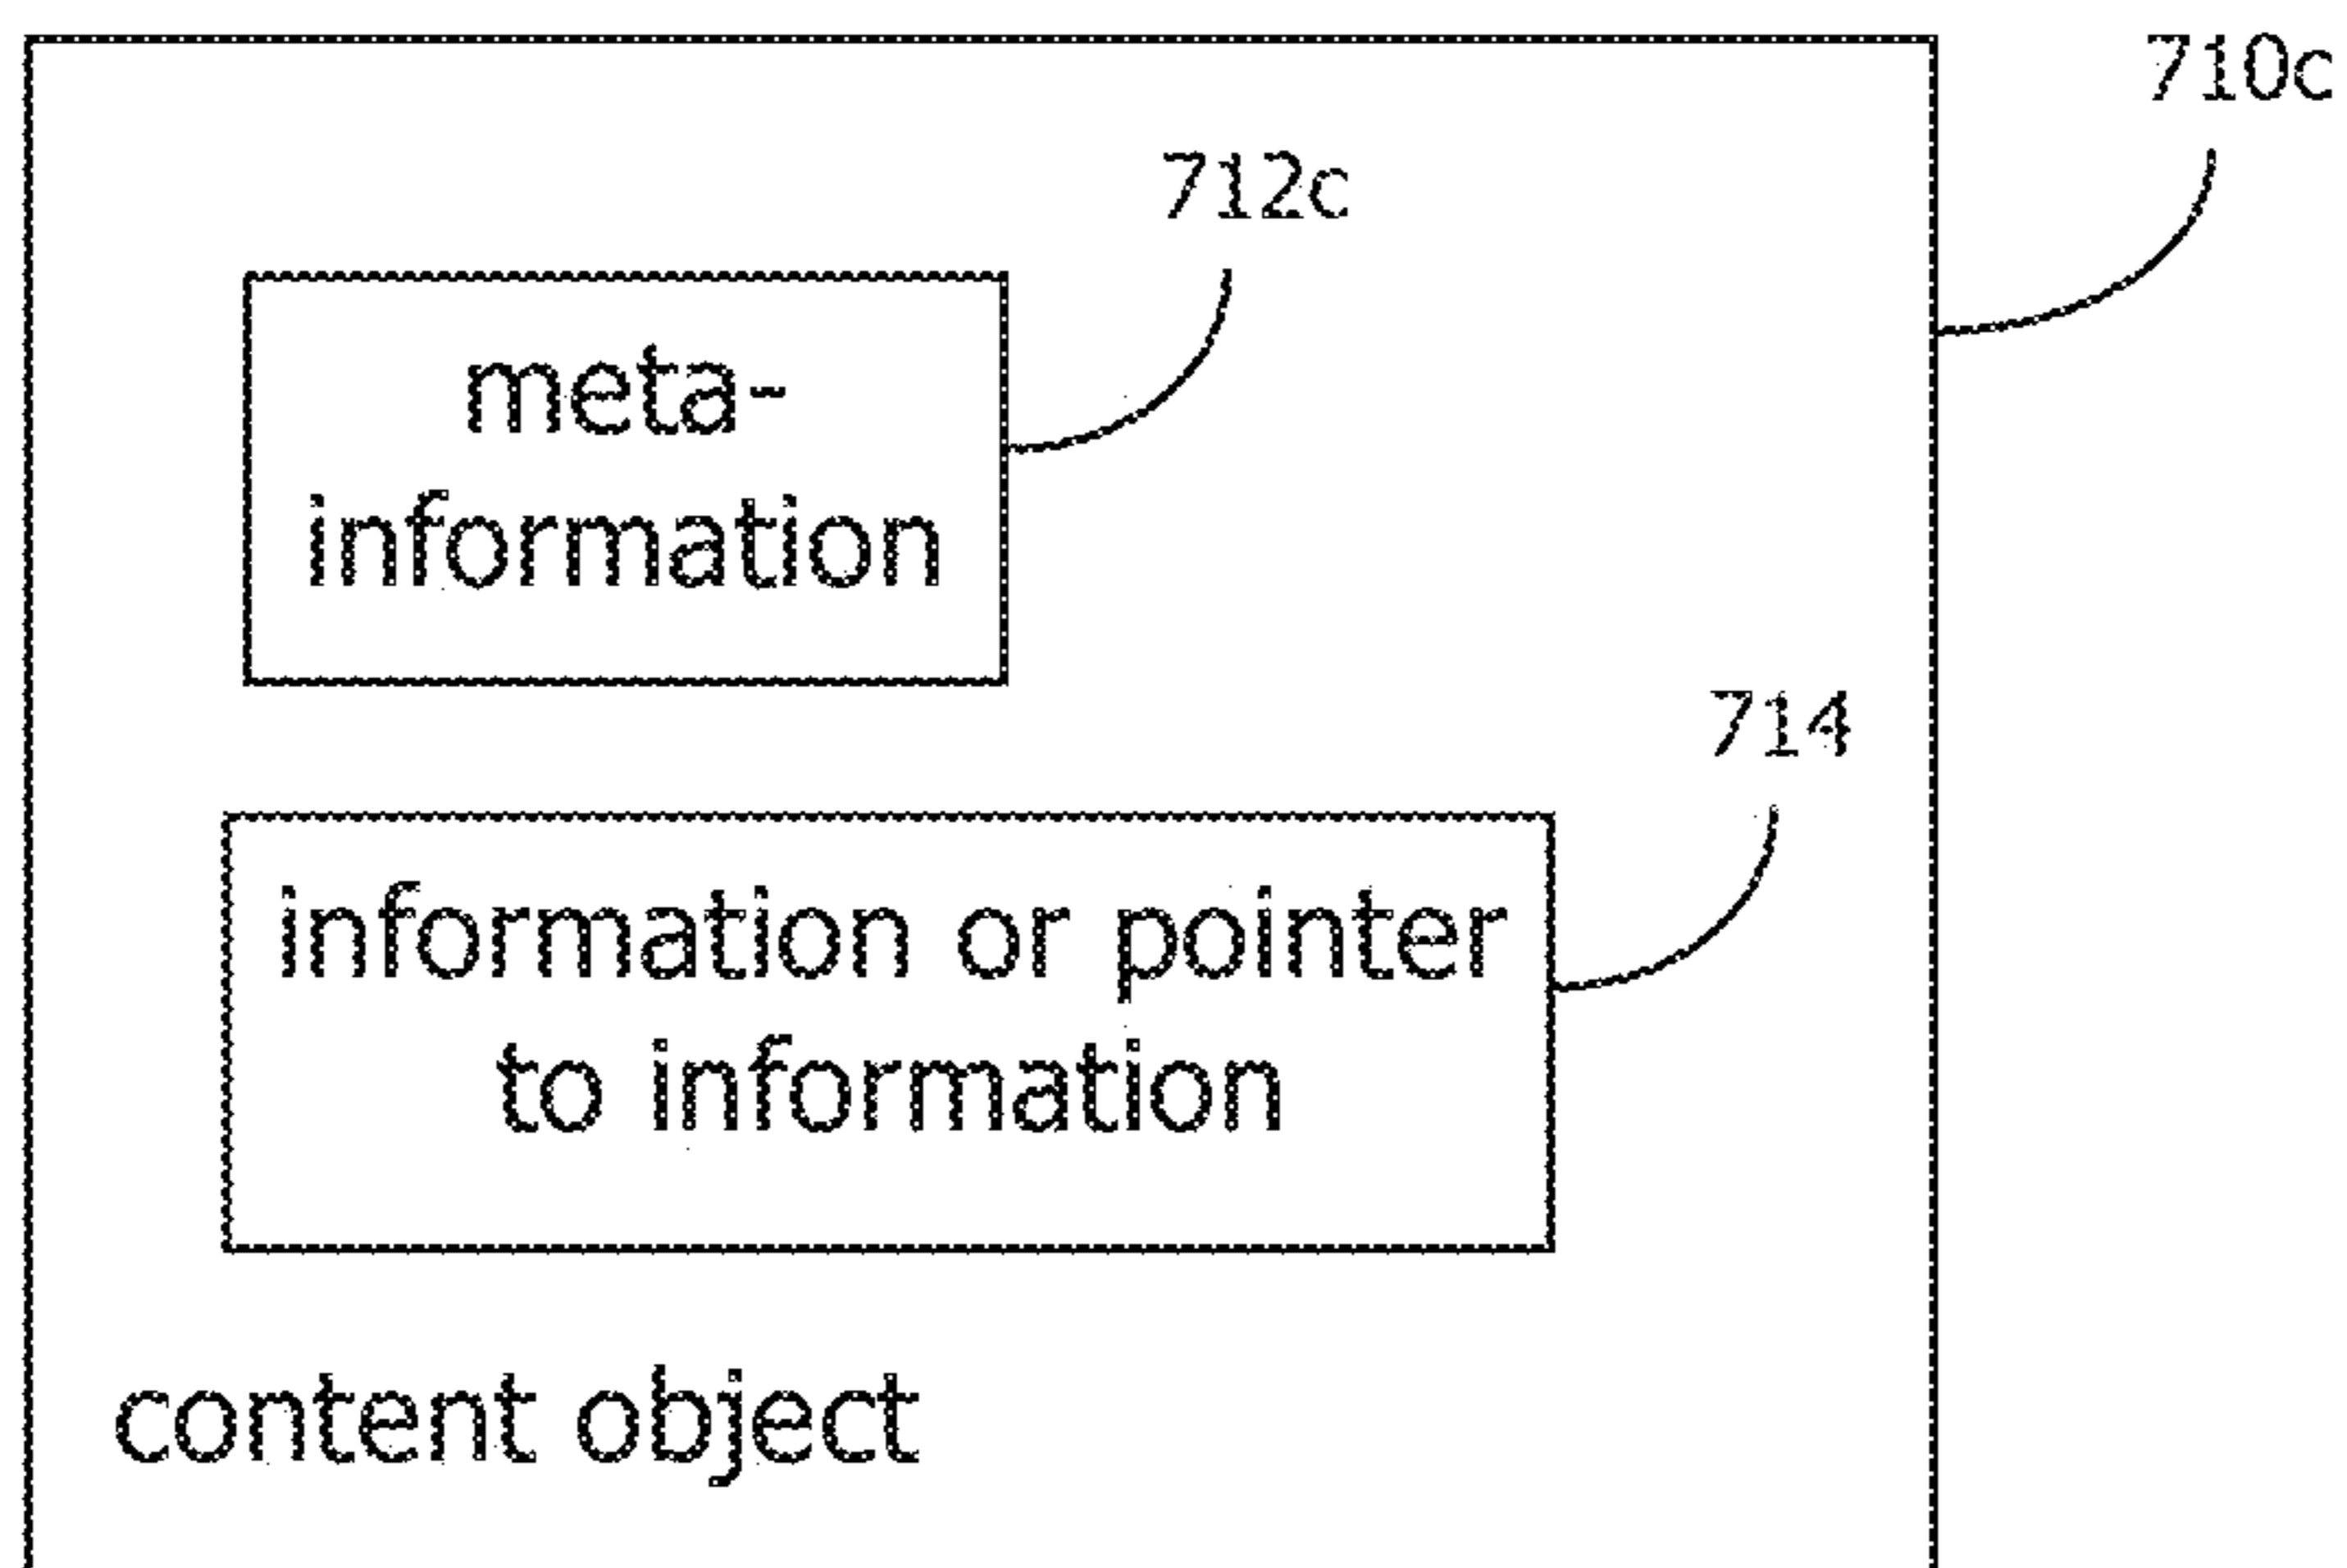 710c
712c
meta-
information
714
information or pointer
to information
content object